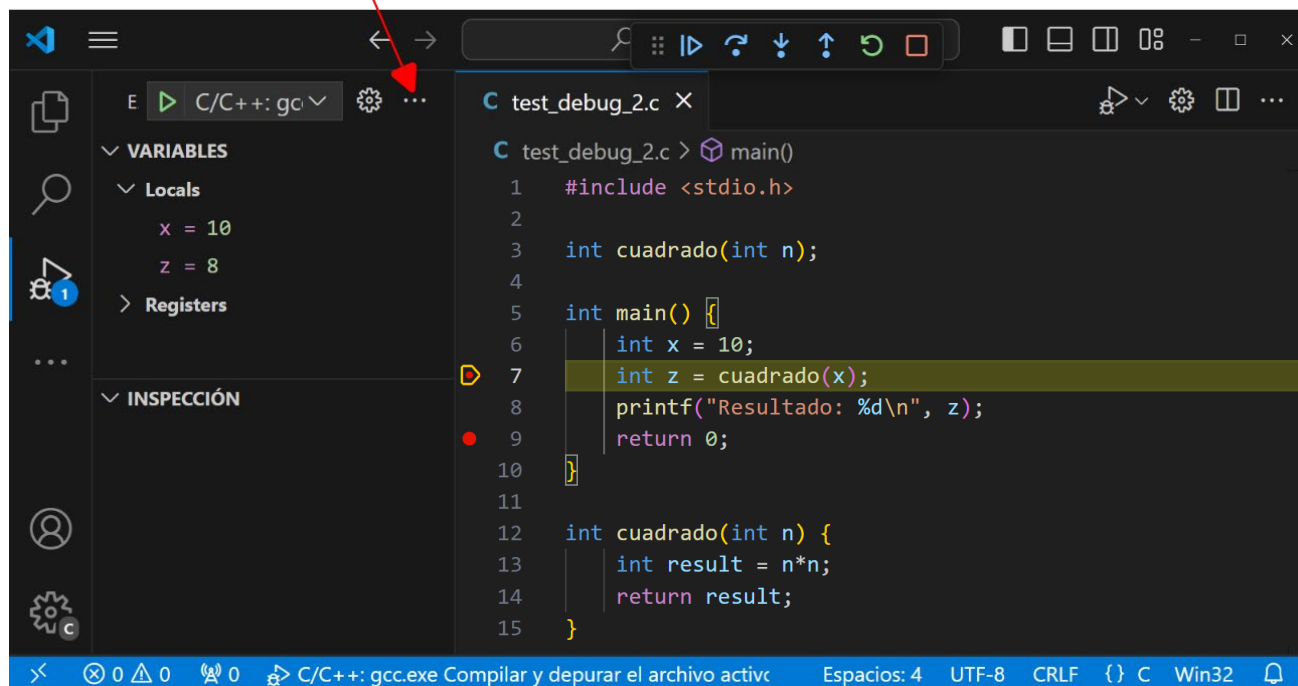 E C/C++: gc
test_debug_2.c
VARIABLES
Locals
x = 10
z = 8
Registers
1
INSPECCIÓN
C
C test_debug_2.c
C test_debug_2.c > main()
1 #include <stdio.h>
2
3 int cuadrado(int n);
4
5 int main() {
6 int x = 10;
7 int z = cuadrado(x);
8 printf("Resultado: %d\n", z);
9 return 0;
10 }
11
12 int cuadrado(int n) {
13 int result = n*n;
14 return result;
15 }
0 0 0 C/C++: gcc.exe Compilar y depurar el archivo activo Espacios: 4 UTF-8 CRLF {} C Win32